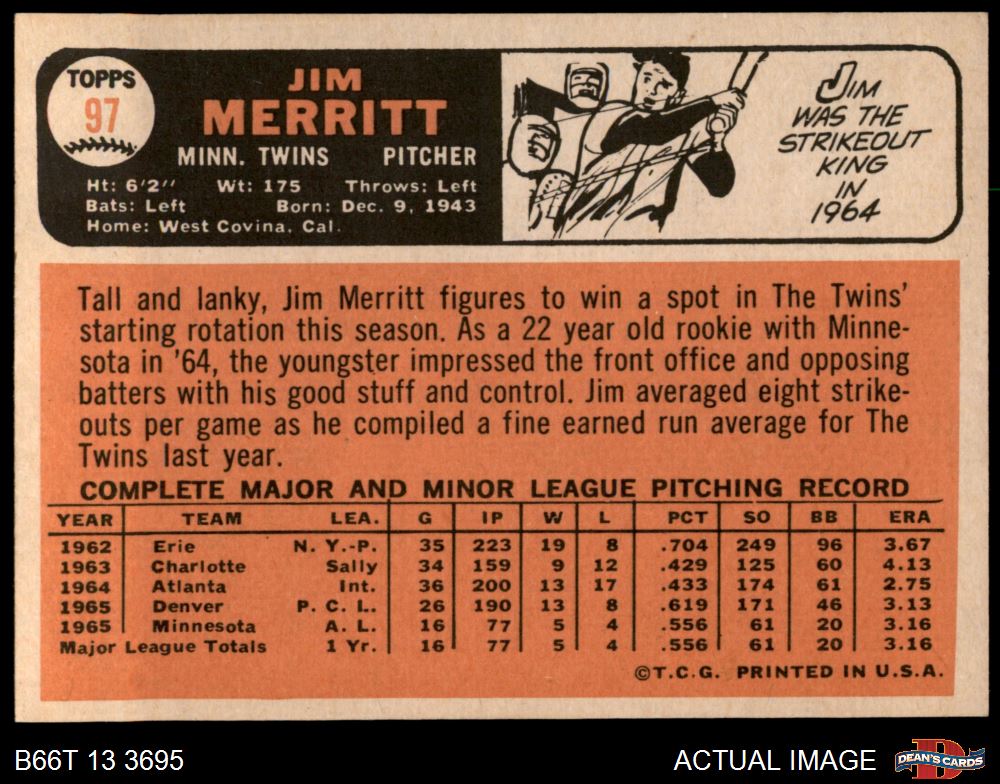 TOPPS
97
JIM
MERRITT
MINN. TWINS PITCHER
Ht: 6'2" Wt: 175 Throws: Left
Bats: Left Born: Dec. 9, 1943
Home: West Covina, Cal.
JIM
WAS THE
STRIKEOUT
KING
IN
1964
Tall and lanky, Jim Merritt figures to win a spot in The Twins'
starting rotation this season. As a 22 year old rookie with Minne-
sota in '64, the youngster impressed the front office and opposing
batters with his good stuff and control. Jim averaged eight strike-
outs per game as he compiled a fine earned run average for The
Twins last year.
COMPLETE MAJOR AND MINOR LEAGUE PITCHING RECORD
YEAR TEAM LEA. G IP W L PCT SO BB ERA
1962 Erie N. Y.-P. 35 223 19 8 .704 249 96 3.67
1963 Charlotte Sally 34 159 9 12 .429 125 60 4.13
1964 Atlanta Int. 36 200 13 17 .433 174 61 2.75
1965 Denver P. C. L. 26 190 13 8 .619 171 46 3.13
1965 Minnesota A. L. 16 77 5 4 .556 61 20 3.16
Major League Totals 1 Yr. 16 77 5 4 .556 61 20 3.16
©T.C.G. PRINTED IN U.S.A.
B66T 13 3695 ACTUAL IMAGE DEAN'S CARDS